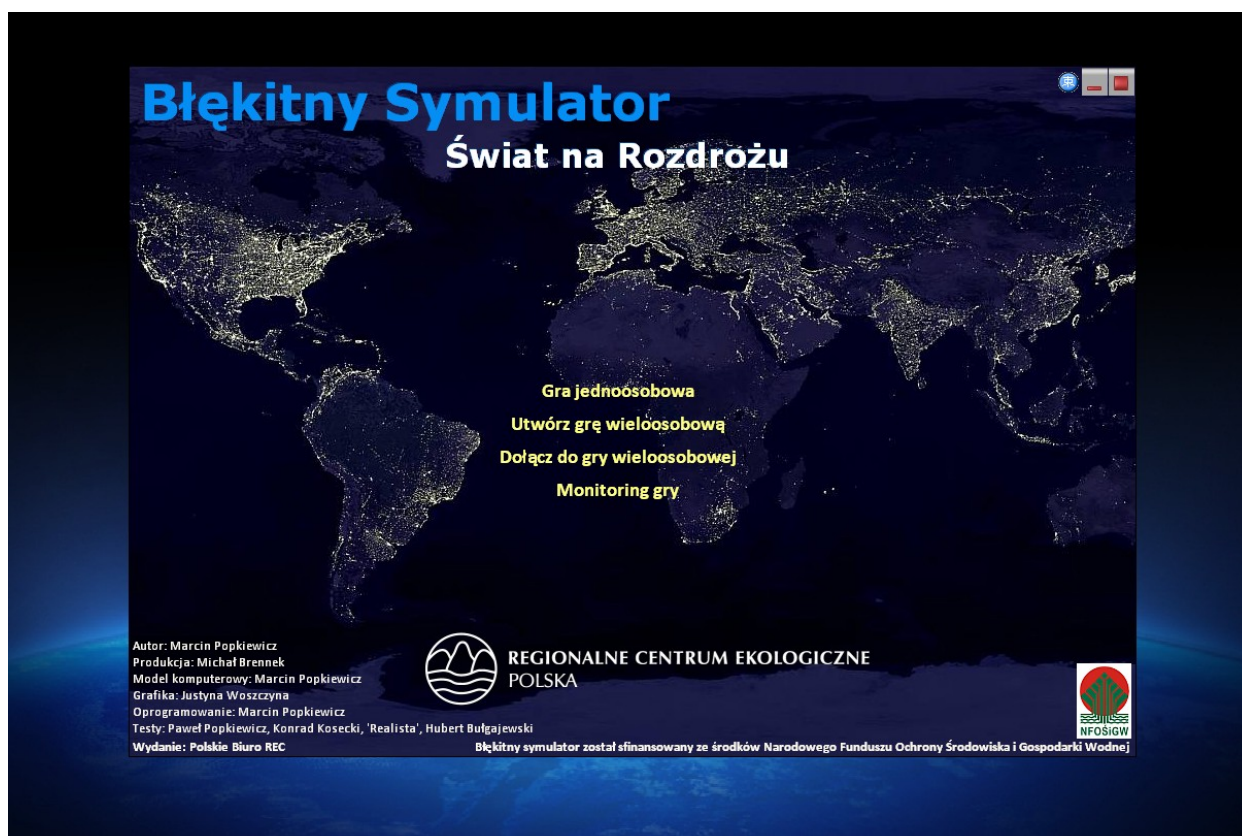 Błękitny Symulator
Świat na Rozdrożu
Gra jednoosobowa
Utwórz grę wieloosobową
Dołącz do gry wieloosobowej
Monitoring gry
Autor: Marcin Popkiewicz
Produkcja: Michał Brennek
Model komputerowy: Marcin Popkiewicz
Grafika: Justyna Woszczyna
Oprogramowanie: Marcin Popkiewicz
Testy: Paweł Popkiewicz, Konrad Kosecki, 'Realista', Hubert Bułgajewski
Wydanie: Polskie Biuro REC
REGIONALNE CENTRUM EKOLOGICZNE
POLSKA
NFOŚiGW
Błękitny symulator został sfinansowany ze środków Narodowego Funduszu Ochrony Środowiska i Gospodarki Wodnej